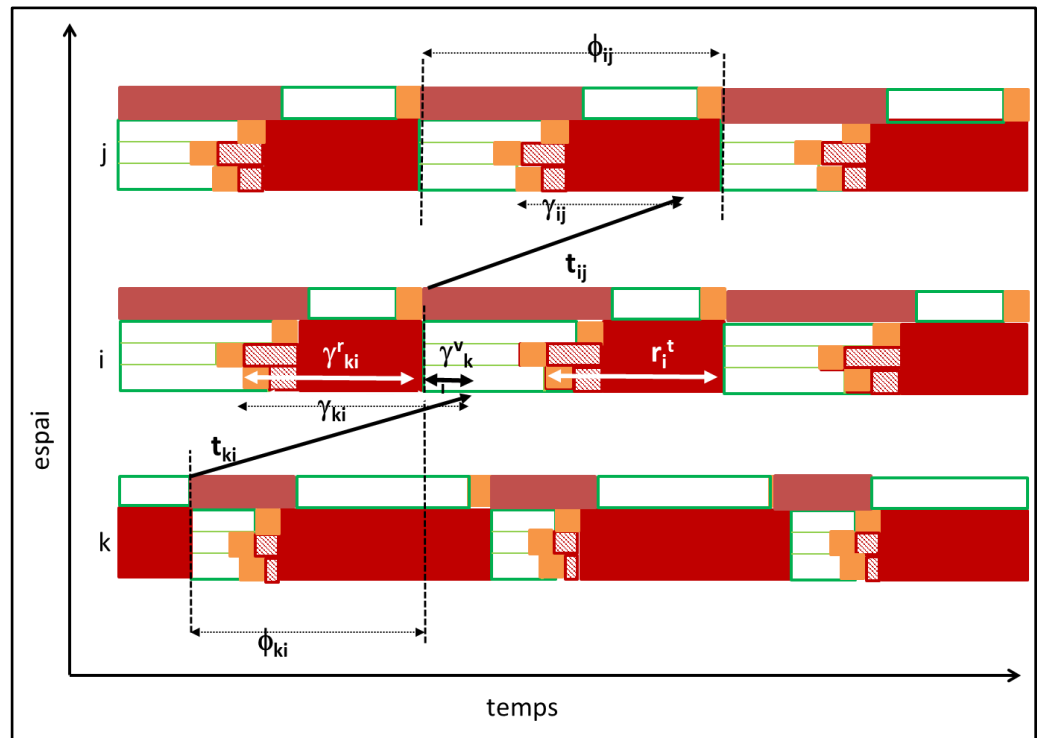 ϕij
j
γij
tij
i
γʳki
γᵛk
i
rᵢᵗ
γki
tki
k
ϕki
espai
temps